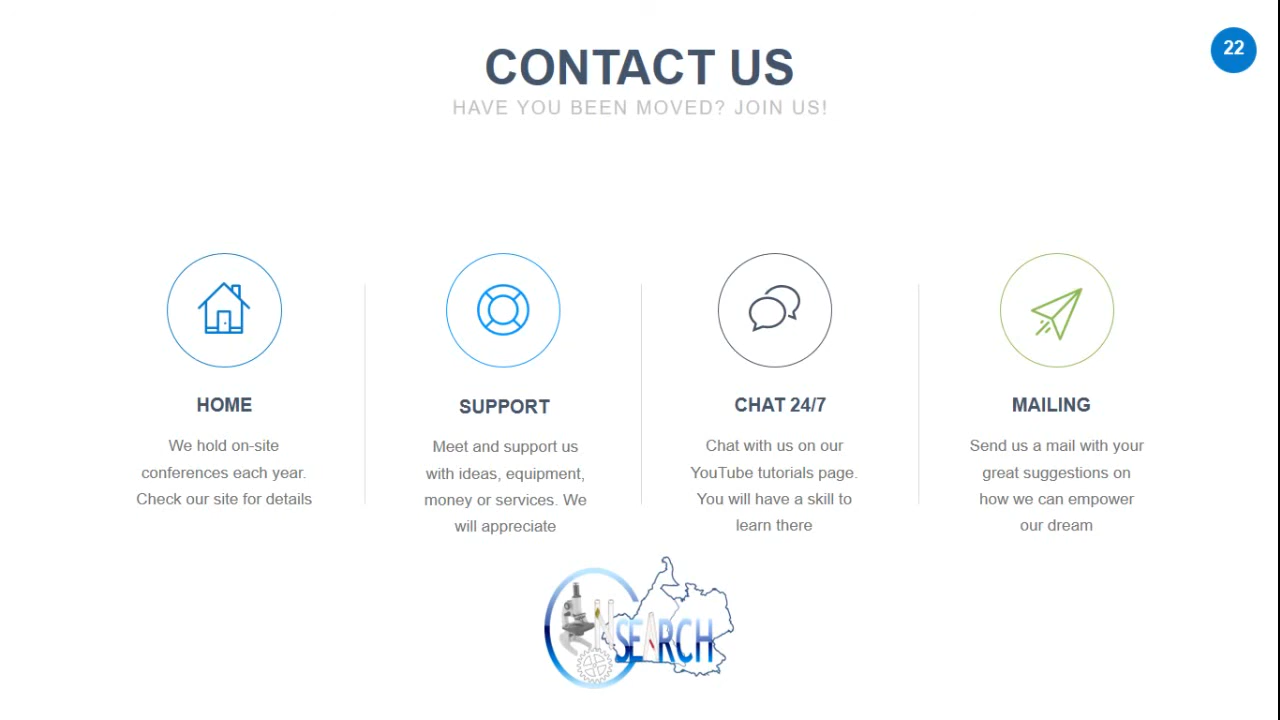 CONTACT US
22
HAVE YOU BEEN MOVED? JOIN US!
HOME
We hold on-site
conferences each year.
Check our site for details
SUPPORT
Meet and support us
with ideas, equipment,
money or services. We
will appreciate
CHAT 24/7
Chat with us on our
YouTube tutorials page.
You will have a skill to
learn there
MAILING
Send us a mail with your
great suggestions on
how we can empower
our dream
SEARCH